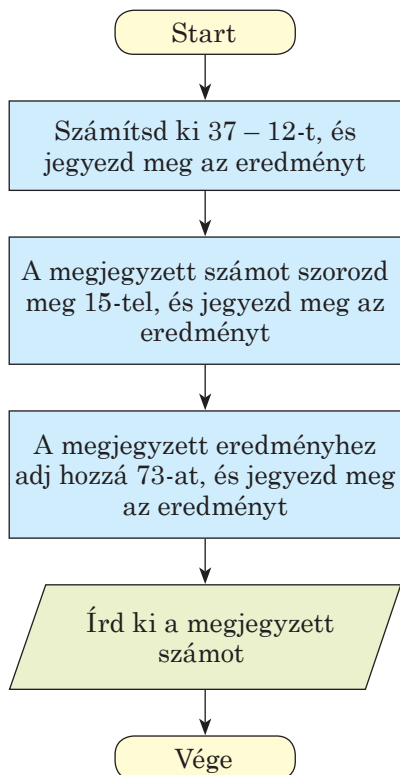 Start
Számítsd ki 37 – 12-t, és
jegyezd meg az eredményt
A megjegyzett számot szorozd
meg 15-tel, és jegyezd meg az
eredményt
A megjegyzett eredményhez
adj hozzá 73-at, és jegyezd meg
az eredményt
Írd ki a megjegyzett
számot
Vége